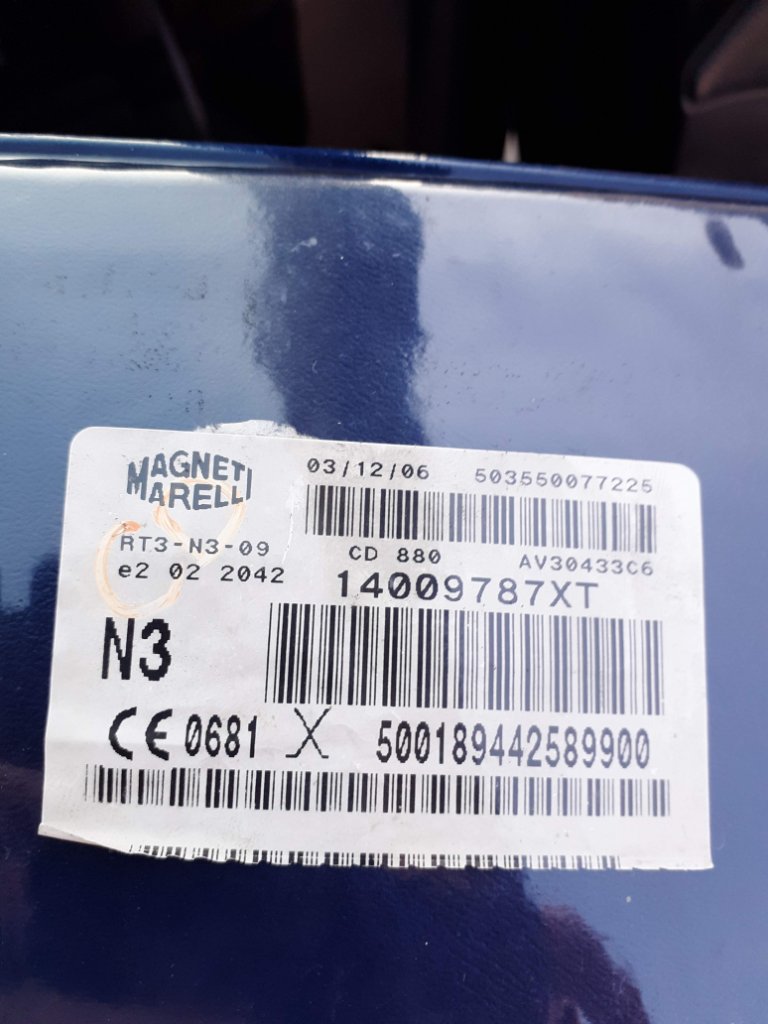 MAGNETI
MARELLI
03/12/06 503550077225
RT3-N3-09
CD 880 AV30433C6
e2 02 2042
14009787XT
N3
CE 0681 X 500189442589900